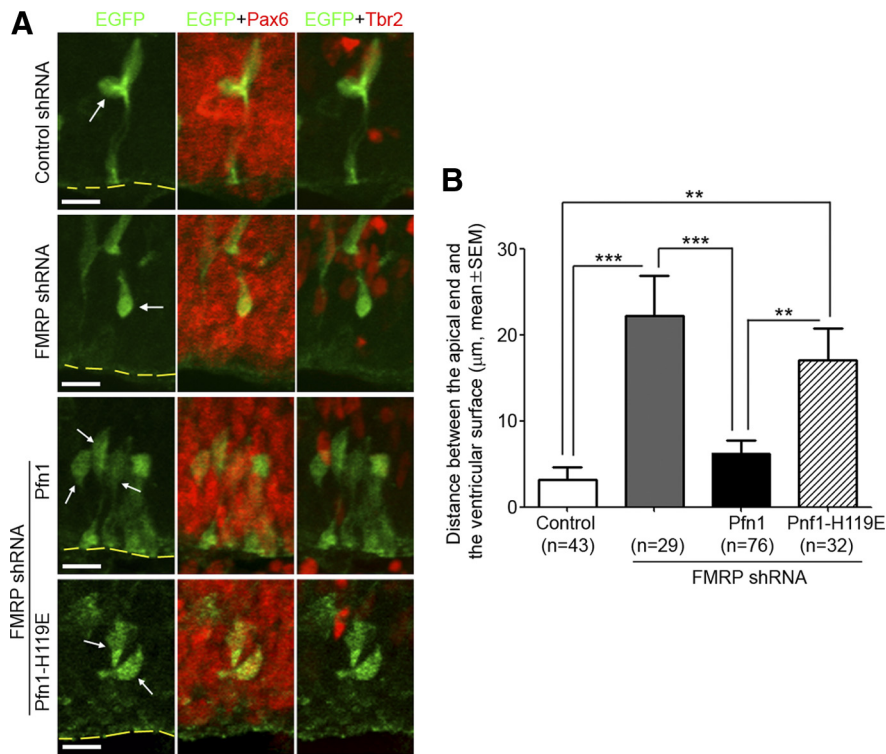 A
EGFP EGFP+Pax6 EGFP+Tbr2
Control shRNA
FMRP shRNA
FMRP shRNA
Pfn1
Pfn1-H119E
B
Distance between the apical end and
the ventricular surface (μm, mean±SEM)
30
20
10
0
**
***
***
**
Control Pfn1 Pnf1-H119E
(n=43) (n=29) (n=76) (n=32)
FMRP shRNA